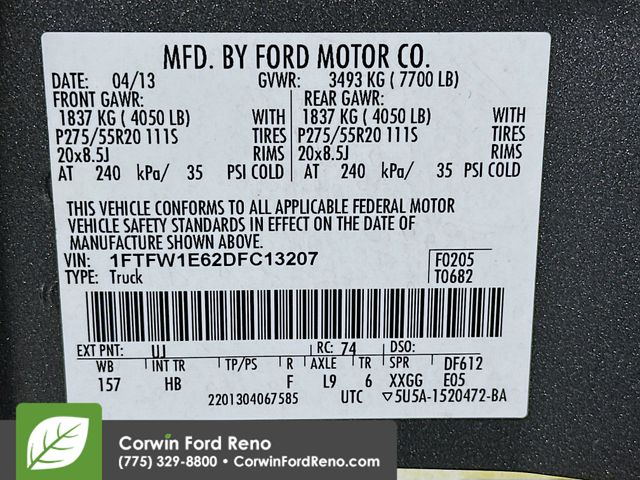 MFD. BY FORD MOTOR CO.
DATE: 04/13 GVWR: 3493 KG ( 7700 LB)
FRONT GAWR: REAR GAWR:
1837 KG ( 4050 LB) WITH 1837 KG ( 4050 LB) WITH
P275/55R20 111S TIRES P275/55R20 111S TIRES
20x8.5J RIMS 20x8.5J RIMS
AT 240 kPa/ 35 PSI COLD AT 240 kPa/ 35 PSI COLD
THIS VEHICLE CONFORMS TO ALL APPLICABLE FEDERAL MOTOR
VEHICLE SAFETY STANDARDS IN EFFECT ON THE DATE OF
MANUFACTURE SHOWN ABOVE.
VIN: 1FTFW1E62DFC13207 F0205
TYPE: Truck T0682
EXT PNT: UJ RC: 74 DSO:
WB INT TR TP/PS R AXLE TR SPR DF612
157 HB F L9 6 XXGG E05
2201304067585 UTC ▽5U5A-1520472-BA
Corwin Ford Reno
(775) 329-8800 • CorwinFordReno.com